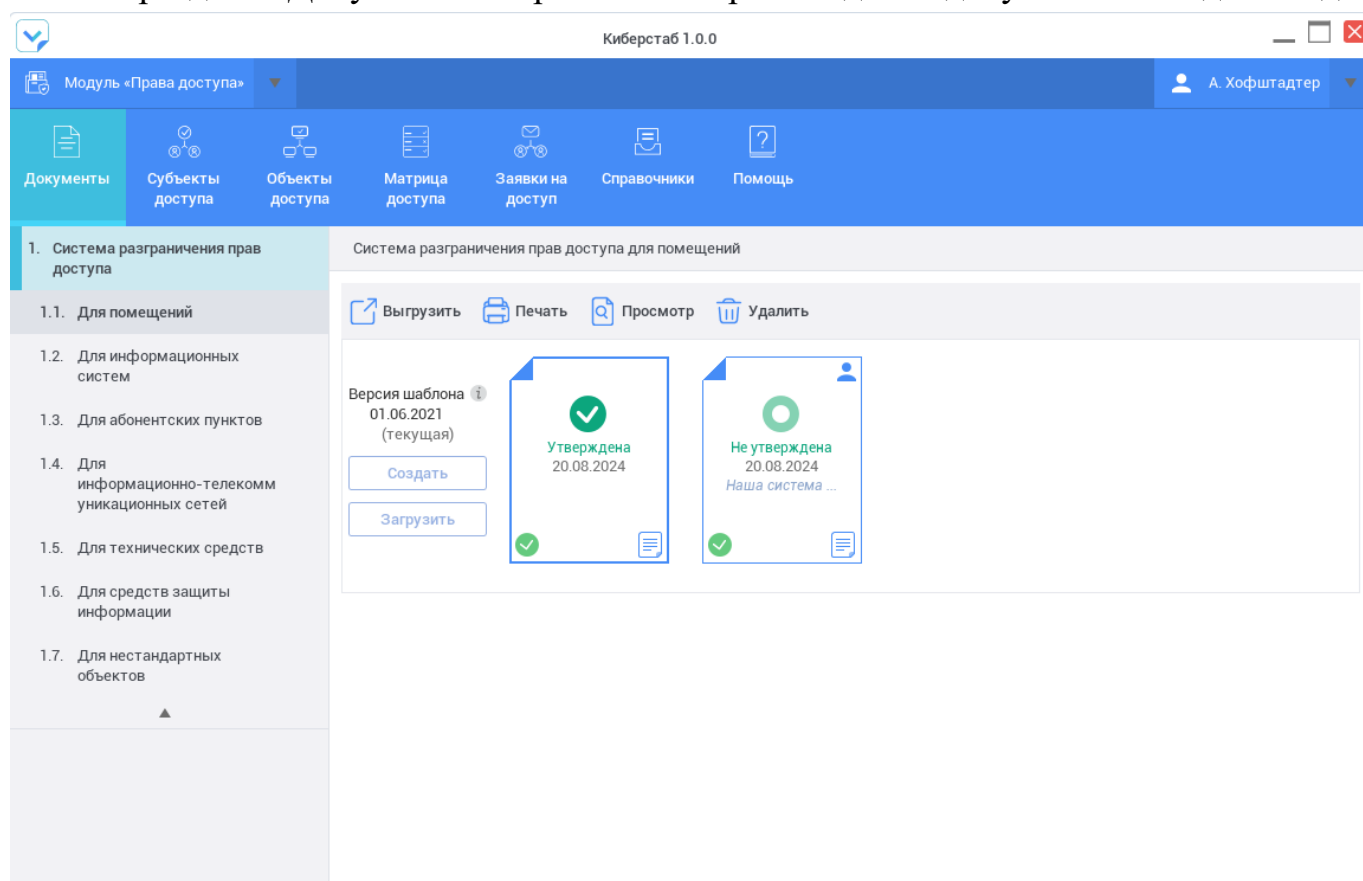 Киберстаб 1.0.0
Модуль «Права доступа»
А. Хофштадтер
Документы
Субъекты
доступа
Объекты
доступа
Матрица
доступа
Заявки на
доступ
Справочники
Помощь
1. Система разграничения прав
доступа
1.1. Для помещений
1.2. Для информационных
систем
1.3. Для абонентских пунктов
1.4. Для
информационно-телекомм
уникационных сетей
1.5. Для технических средств
1.6. Для средств защиты
информации
1.7. Для нестандартных
объектов
Система разграничения прав доступа для помещений
Выгрузить Печать Просмотр Удалить
Версия шаблона i
01.06.2021
(текущая)
Создать
Загрузить
Утверждена
20.08.2024
Не утверждена
20.08.2024
Наша система ...